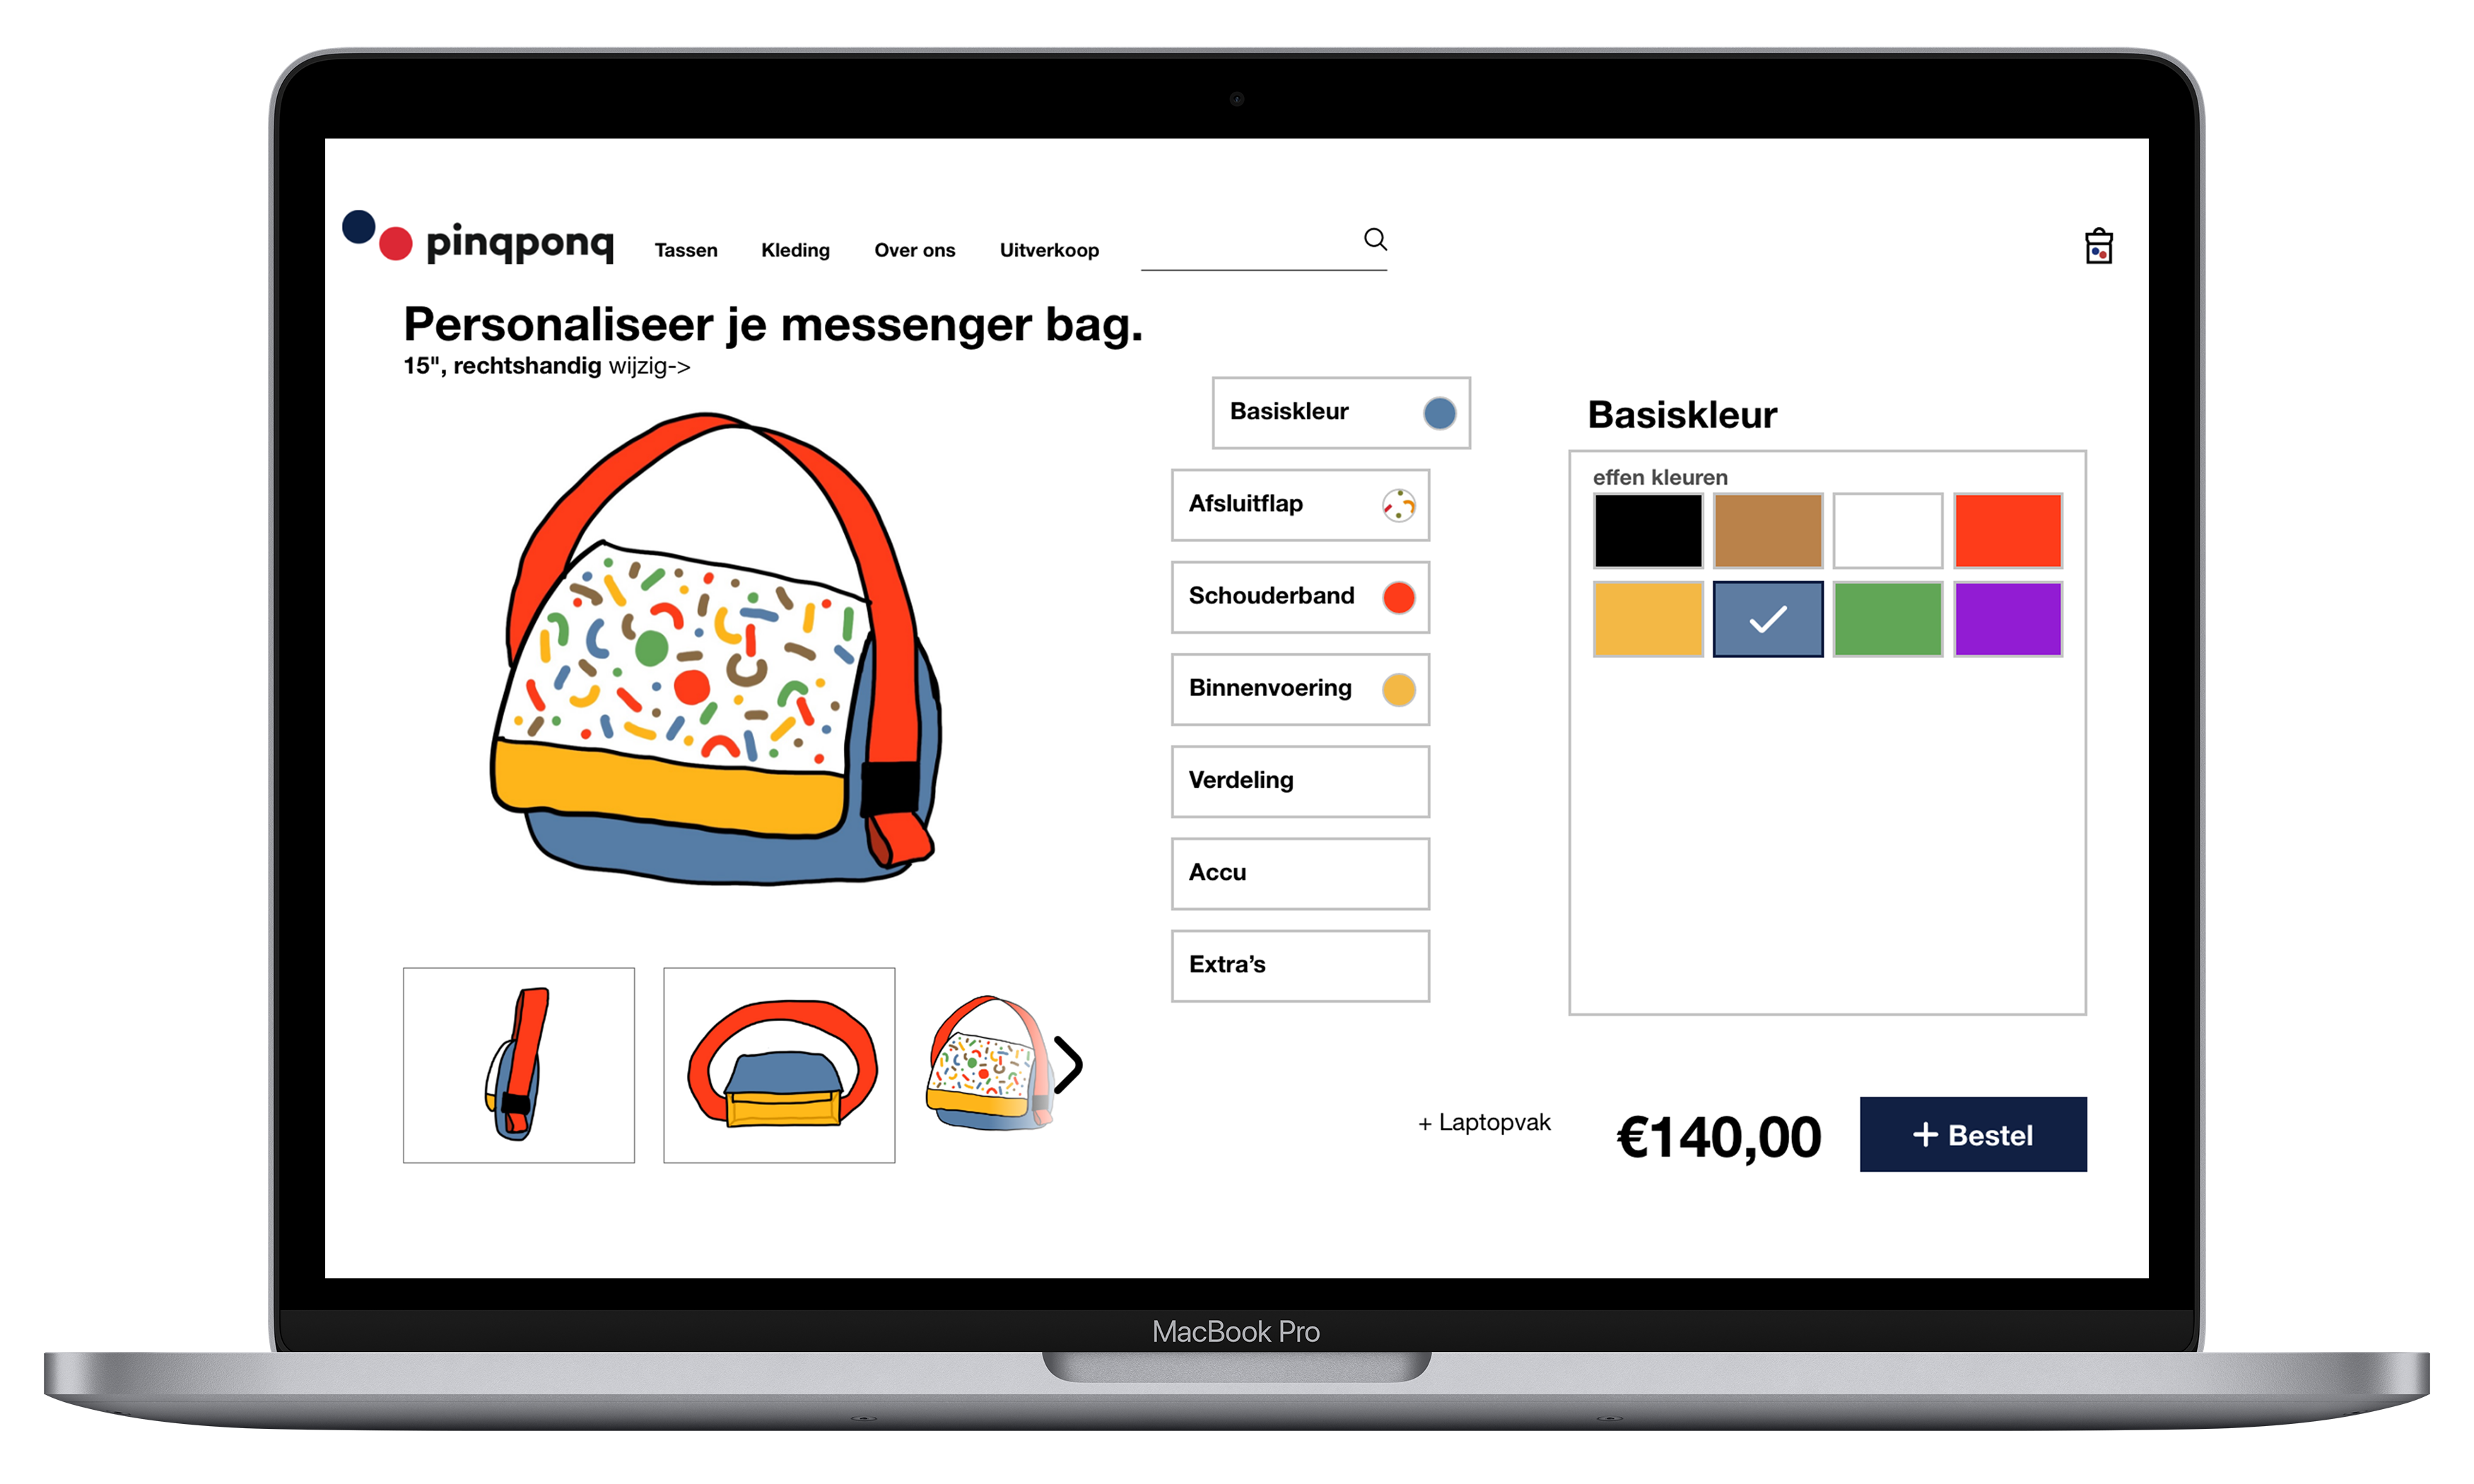 pinqponq
Tassen
Kleding
Over ons
Uitverkoop
Personaliseer je messenger bag.
15", rechtshandig wijzig->
Basiskleur
Afsluitflap
Schouderband
Binnenvoering
Verdeling
Accu
Extra’s
Basiskleur
effen kleuren
+ Laptopvak
€140,00
+ Bestel
MacBook Pro